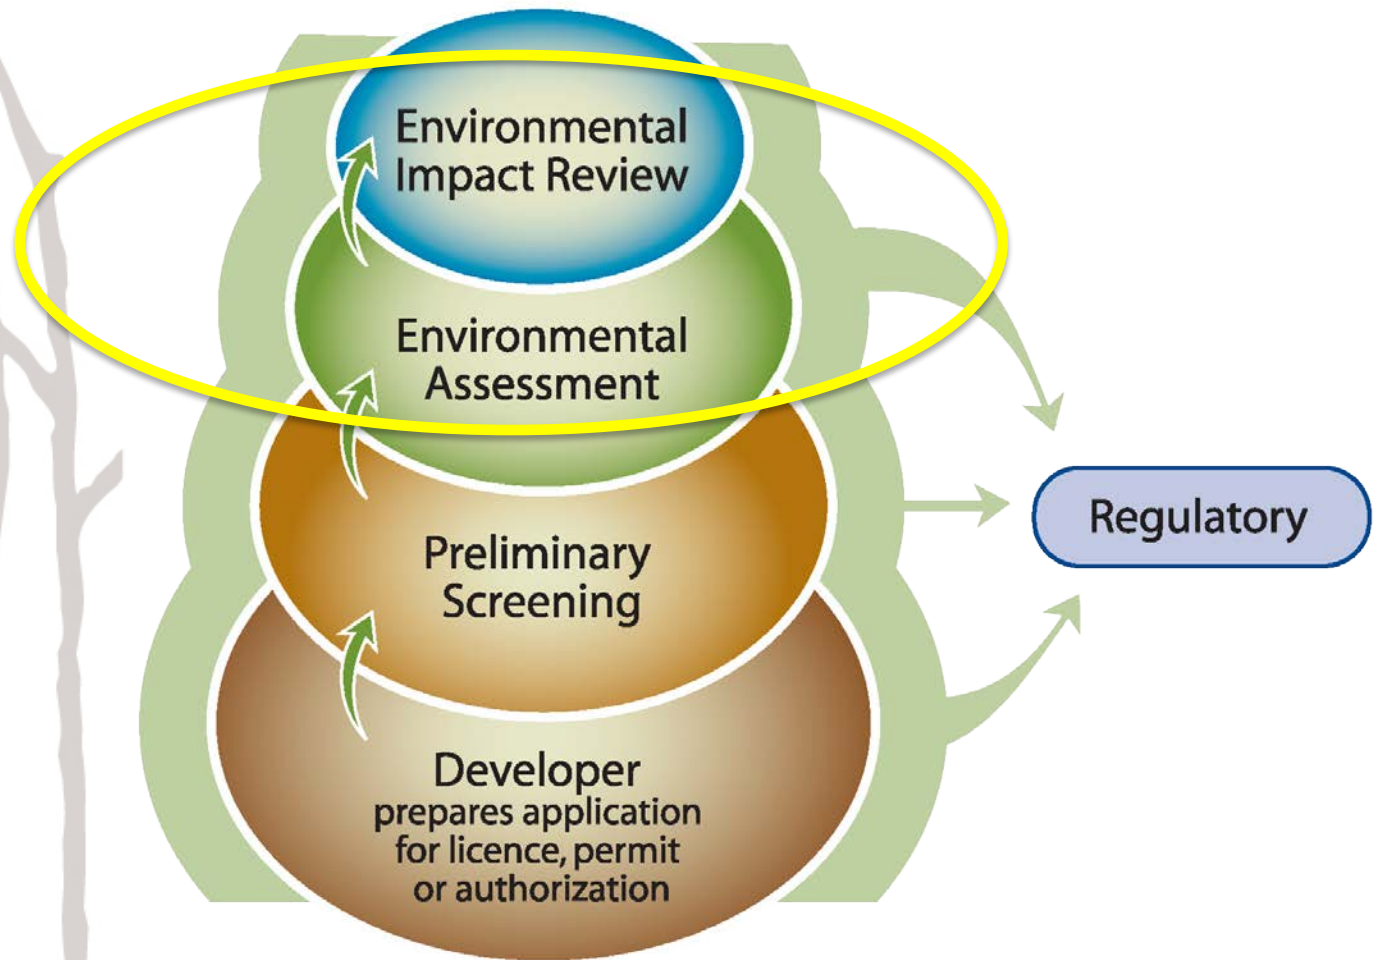 Environmental
Impact Review
Environmental
Assessment
Preliminary
Screening
Regulatory
Developer
prepares application
for licence, permit
or authorization